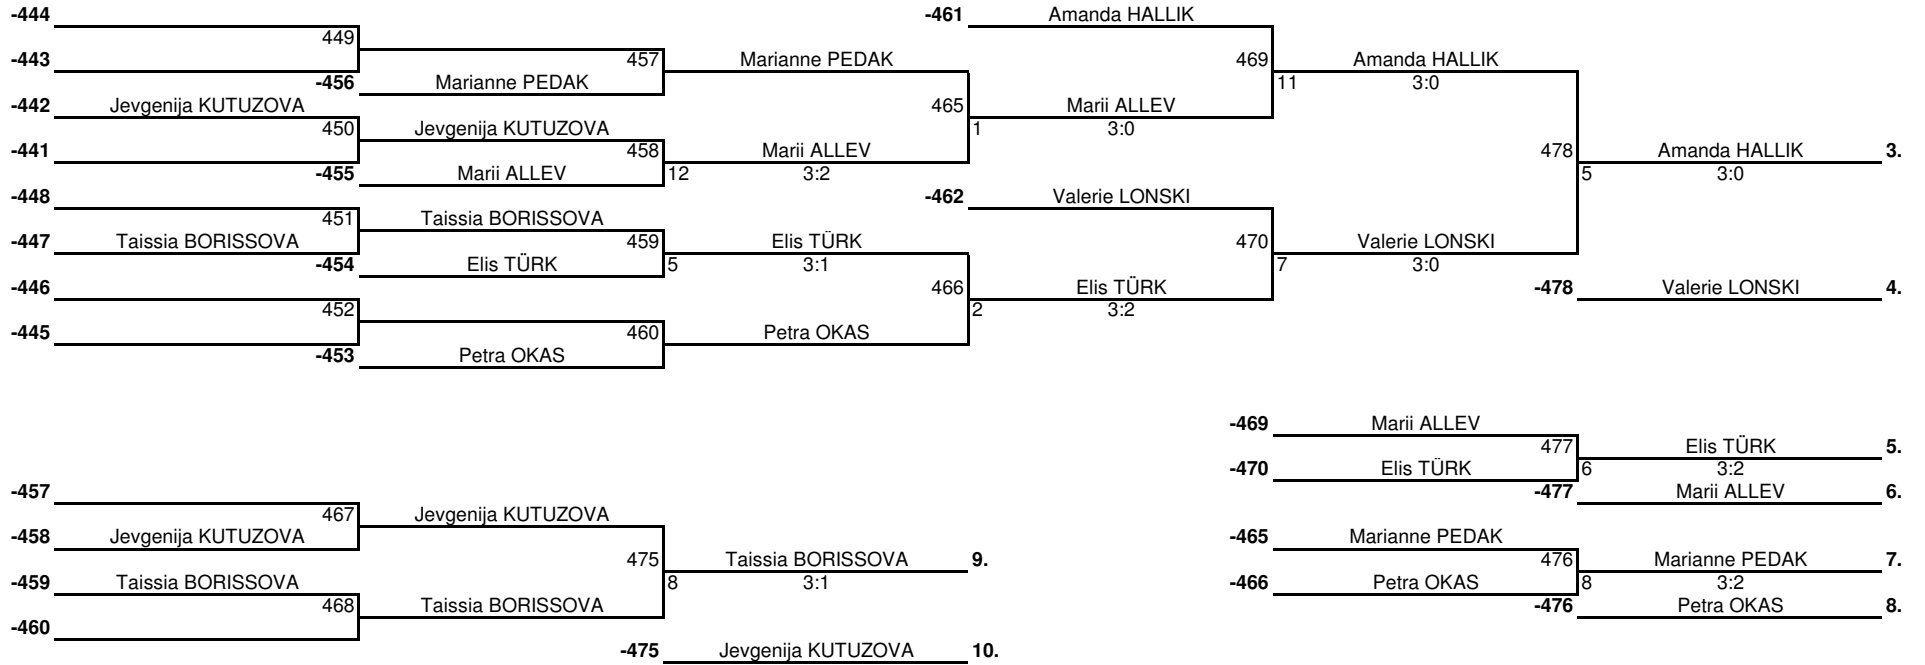 -444
-461 Amanda HALLIK
449
-443 457 Marianne PEDAK 469 Amanda HALLIK
-456 Marianne PEDAK 11 3:0
-442 Jevgenija KUTUZOVA 465 Marii ALLEV
450 Jevgenija KUTUZOVA 1 3:0
-441 458 Marii ALLEV 478 Amanda HALLIK 3.
-455 Marii ALLEV 12 3:2 5 3:0
-448 -462 Valerie LONSKI
451 Taissia BORISSOVA
-447 Taissia BORISSOVA 459 Elis TÜRK 470 Valerie LONSKI
-454 Elis TÜRK 5 3:1 7 3:0
-446 466 Elis TÜRK -478 Valerie LONSKI 4.
452 2 3:2
-445 460 Petra OKAS
-453 Petra OKAS
-469 Marii ALLEV
477 Elis TÜRK 5.
-470 Elis TÜRK 6 3:2
-457 -477 Marii ALLEV 6.
467 Jevgenija KUTUZOVA
-458 Jevgenija KUTUZOVA -465 Marianne PEDAK
475 Taissia BORISSOVA 9. 476 Marianne PEDAK 7.
-459 Taissia BORISSOVA 8 3:1 -466 Petra OKAS 8 3:2
468 Taissia BORISSOVA -476 Petra OKAS 8.
-460
-475 Jevgenija KUTUZOVA 10.